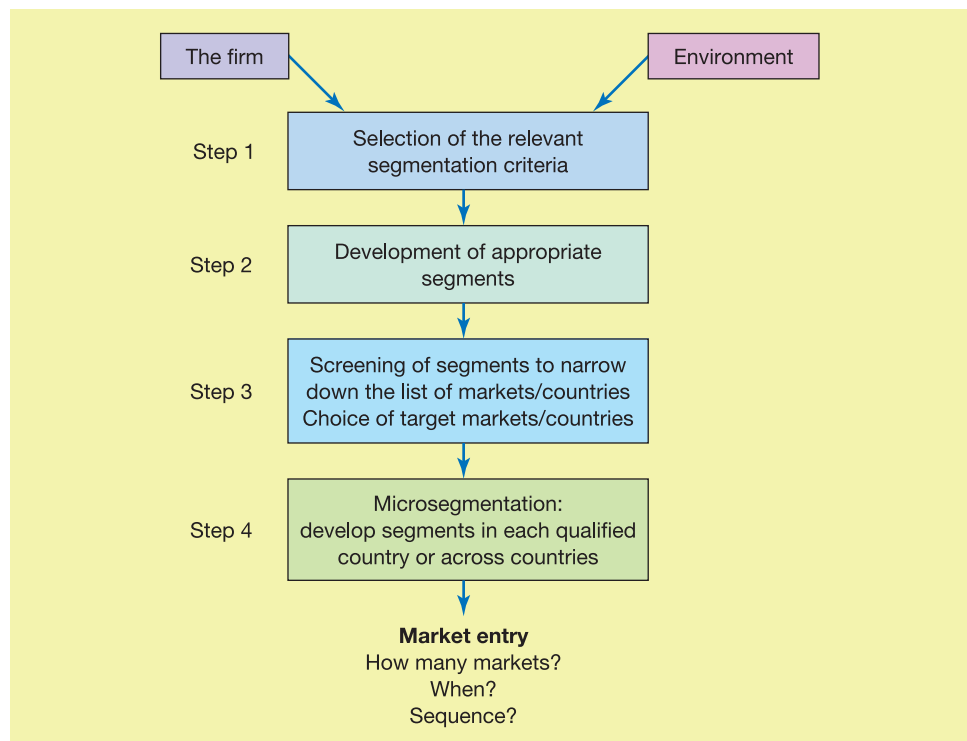 The firm
Environment
Step 1
Selection of the relevant
segmentation criteria
Step 2
Development of appropriate
segments
Step 3
Screening of segments to narrow
down the list of markets/countries
Choice of target markets/countries
Step 4
Microsegmentation:
develop segments in each qualified
country or across countries
Market entry
How many markets?
When?
Sequence?